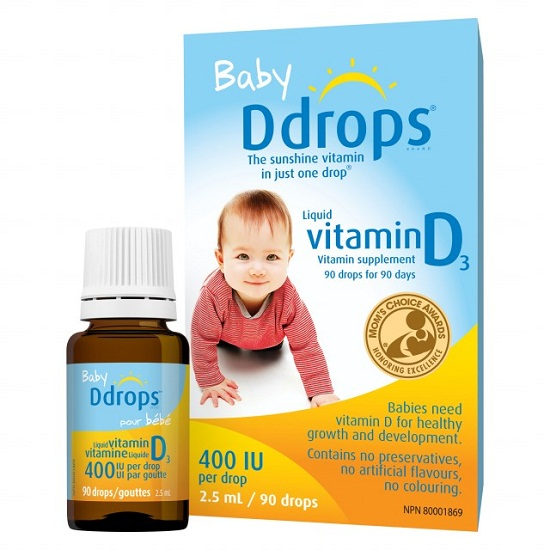 Baby
Ddrops®
The sunshine vitamin
in just one drop®
Liquid
vitamin D3
Vitamin supplement
90 drops for 90 days
MOM'S CHOICE AWARDS
HONORING EXCELLENCE
Babies need
vitamin D for healthy
growth and development.
Contains no preservatives,
no artificial flavours,
no colouring.
400 IU
per drop
2.5 mL / 90 drops
NPN 80001869
Baby
Ddrops
pour bébé
Liquid vitamin D3
vitamine Liquide
400 IU per drop
UI par goutte
90 drops/gouttes 2.5 mL